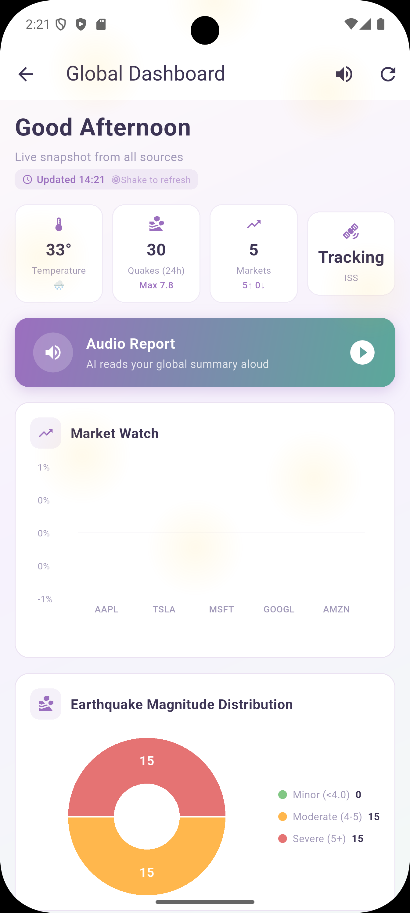 2:21
Global Dashboard
Good Afternoon
Live snapshot from all sources
Updated 14:21 Shake to refresh
33°
Temperature
30
Quakes (24h)
Max 7.8
5
Markets
5↑ 0↓
Tracking
ISS
Audio Report
AI reads your global summary aloud
Market Watch
1%
0%
0%
0%
-1%
AAPL TSLA MSFT GOOGL AMZN
Earthquake Magnitude Distribution
15
15
Minor (<4.0) 0
Moderate (4-5) 15
Severe (5+) 15